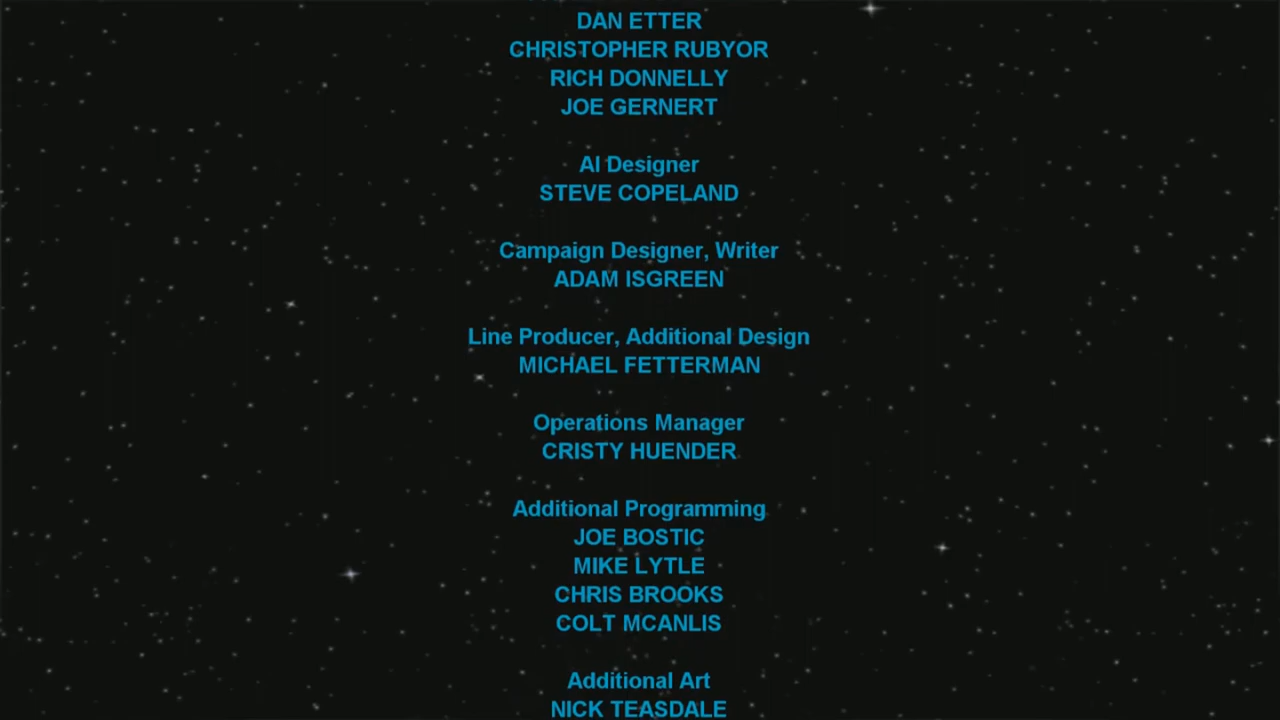 DAN ETTER
CHRISTOPHER RUBYOR
RICH DONNELLY
JOE GERNERT
AI Designer
STEVE COPELAND
Campaign Designer, Writer
ADAM ISGREEN
Line Producer, Additional Design
MICHAEL FETTERMAN
Operations Manager
CRISTY HUENDER
Additional Programming
JOE BOSTIC
MIKE LYTLE
CHRIS BROOKS
COLT MCANLIS
Additional Art
NICK TEASDALE